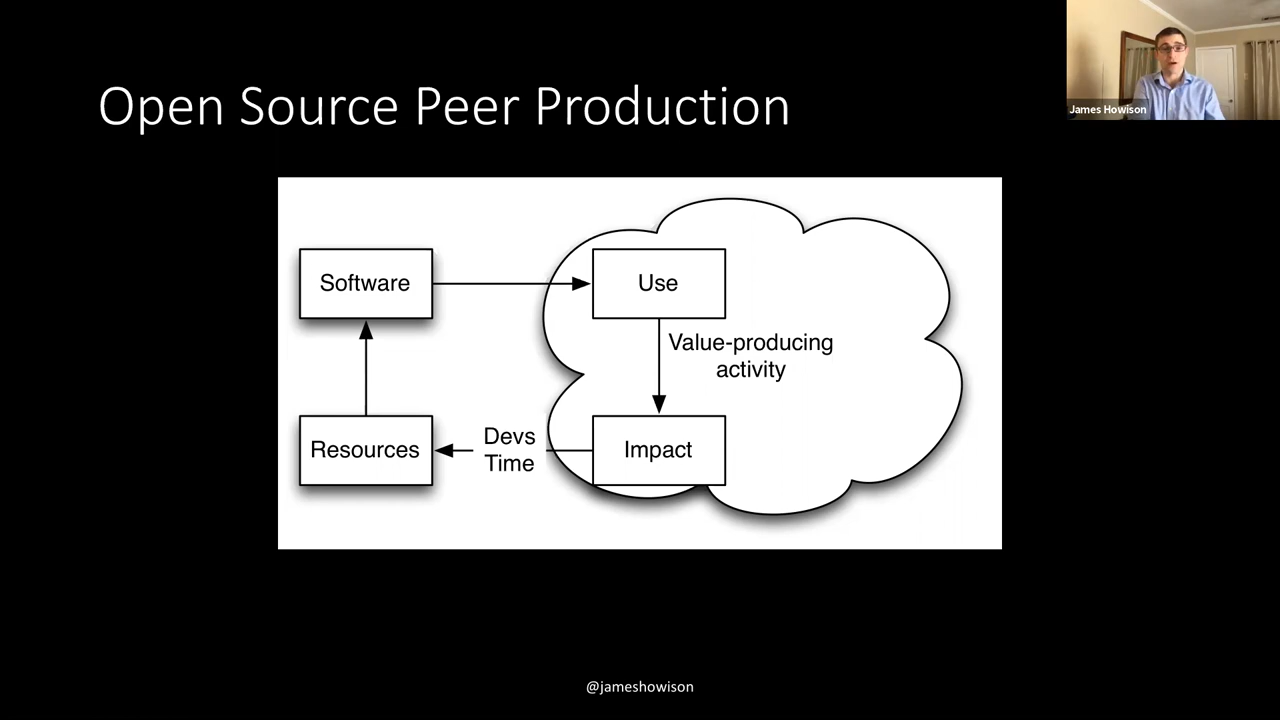 James Howison
Open Source Peer Production
Software
Use
Value-producing
activity
Resources
Devs
Time
Impact
@jameshowison